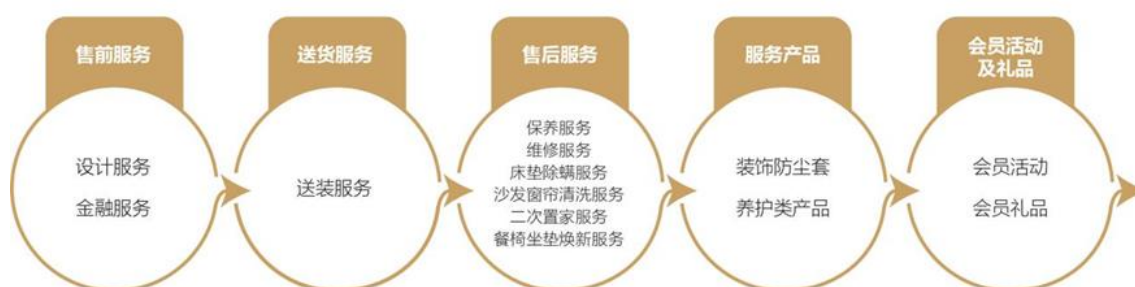 售前服务
设计服务
金融服务
送货服务
送装服务
售后服务
保养服务
维修服务
床垫除螨服务
沙发窗帘清洗服务
二次置家服务
餐椅坐垫焕新服务
服务产品
装饰防尘套
养护类产品
会员活动
及礼品
会员活动
会员礼品